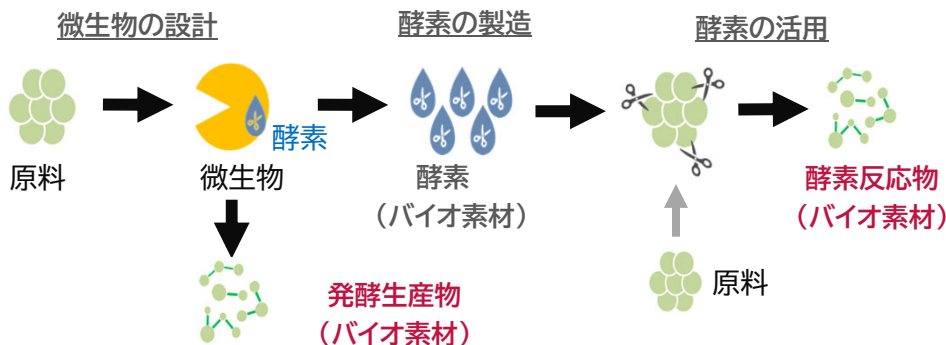 微生物の設計
酵素の製造
酵素の活用
酵素
原料
微生物
酵素
（バイオ素材）
酵素反応物
（バイオ素材）
原料
発酵生産物
（バイオ素材）